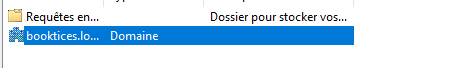 Requêtes en... Dossier pour stocker vos...
booktices.lo... Domaine